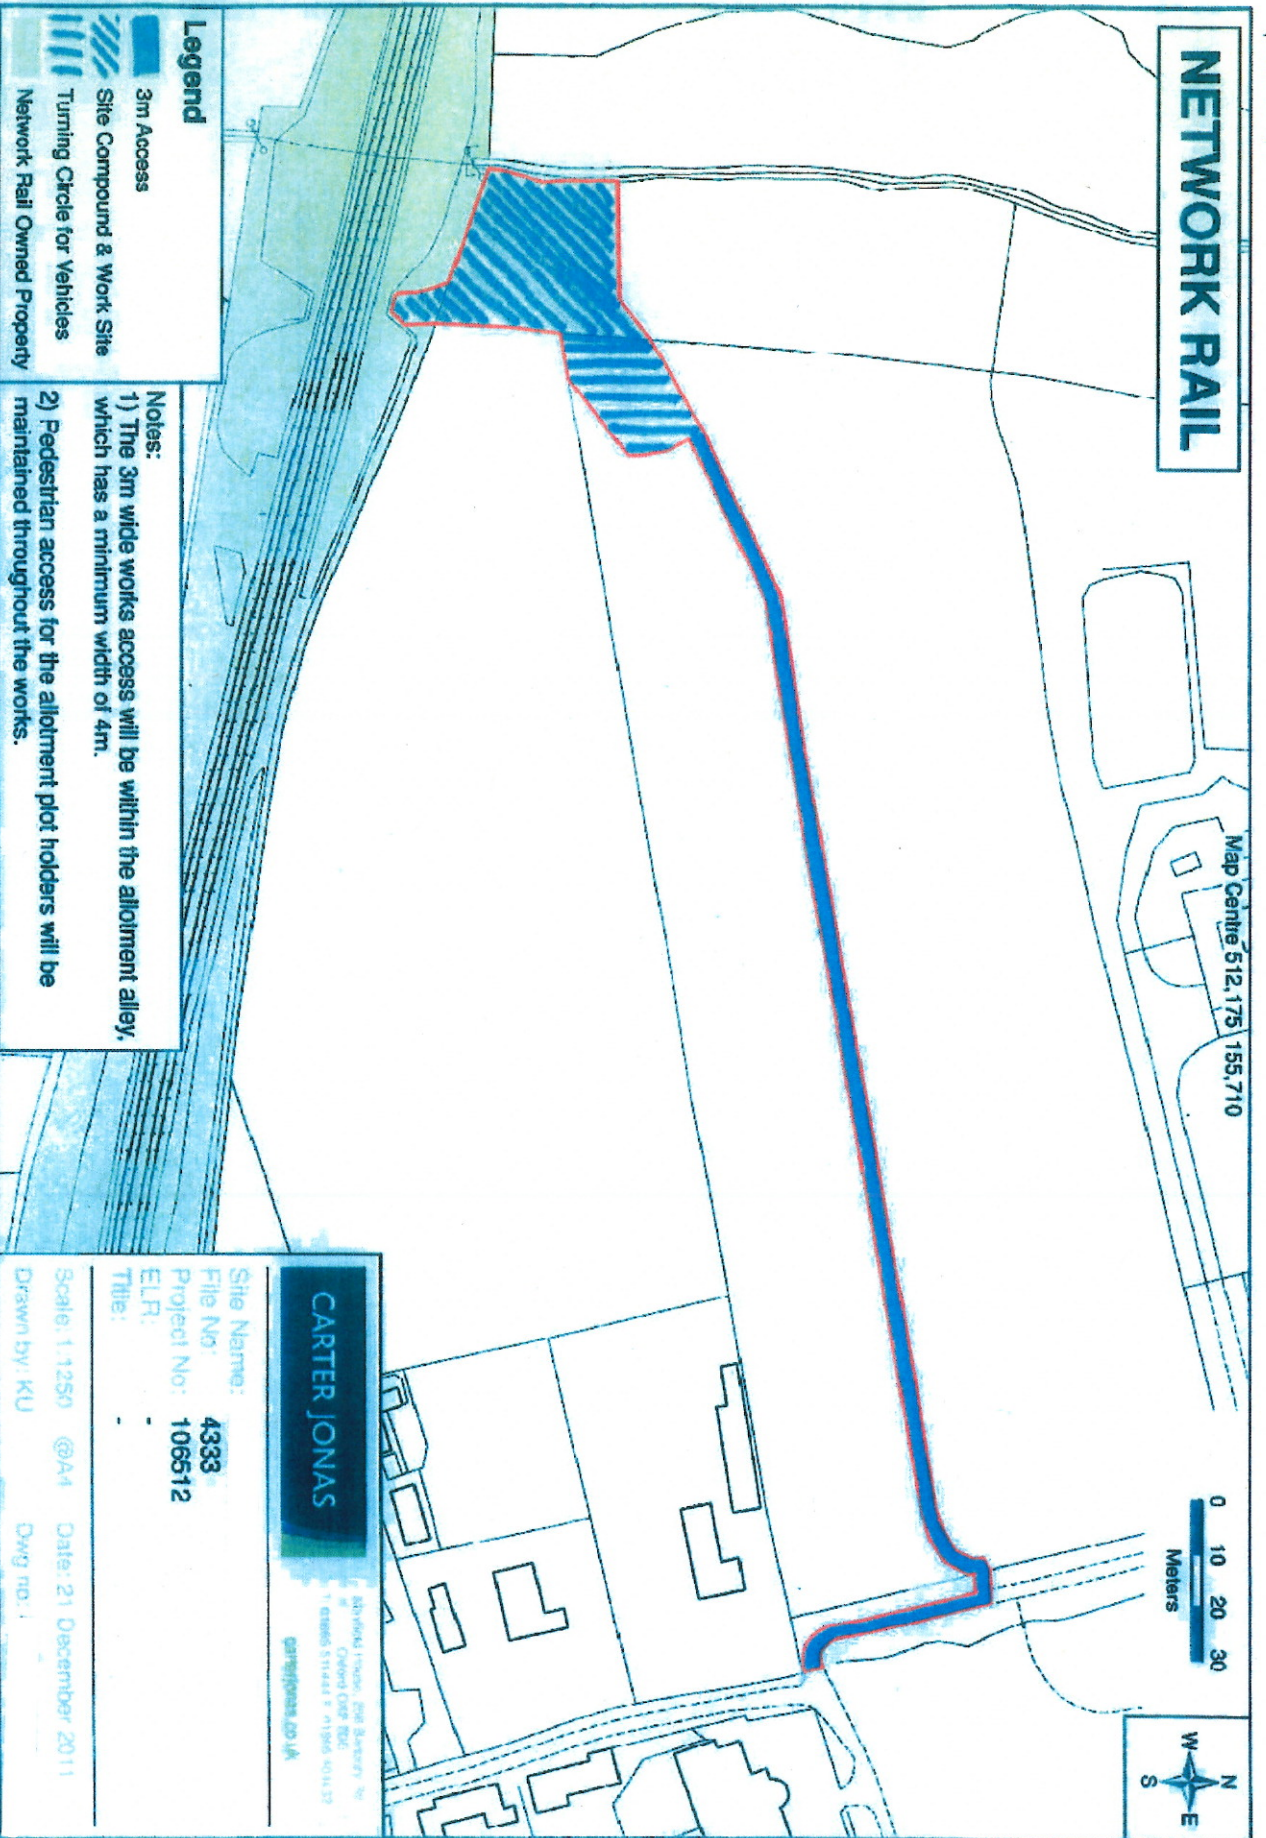 NETWORK RAIL
Map Centre 512,175 155,710
0 10 20 30
Meters
N
W E
S
Legend
3m Access
Site Compound & Work Site
Turning Circle for Vehicles
Network Rail Owned Property
Notes:
1) The 3m wide works access will be within the allotment alley,
which has a minimum width of 4m.
2) Pedestrian access for the allotment plot holders will be
maintained throughout the works.
CARTER JONAS
carterjonas.co.uk
Site Name:
File No: 4333
Project No: 106512
ELR: -
Title: -
Scale: 1:1250 @A4 Date: 21 December 2011
Drawn by: KU Dwg no: